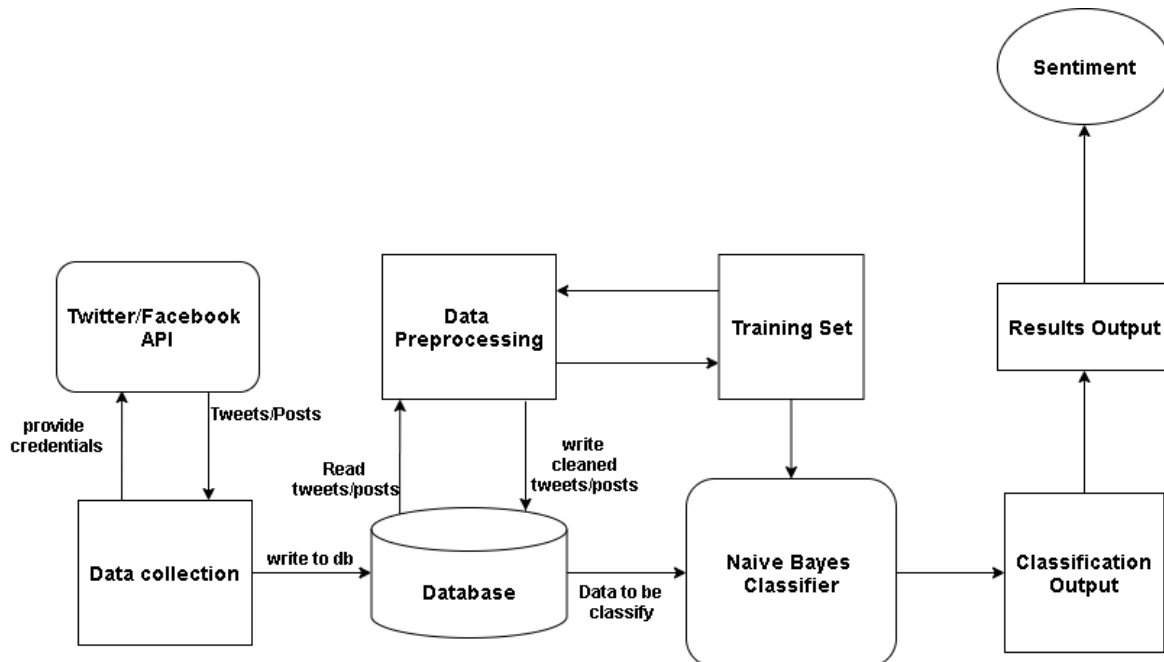 Sentiment
Twitter/Facebook
API
Data
Preprocessing
Training Set
Results Output
provide
credentials
Tweets/Posts
Read
tweets/posts
write
cleaned
tweets/posts
Data collection
write to db
Database
Data to be
classify
Naive Bayes
Classifier
Classification
Output